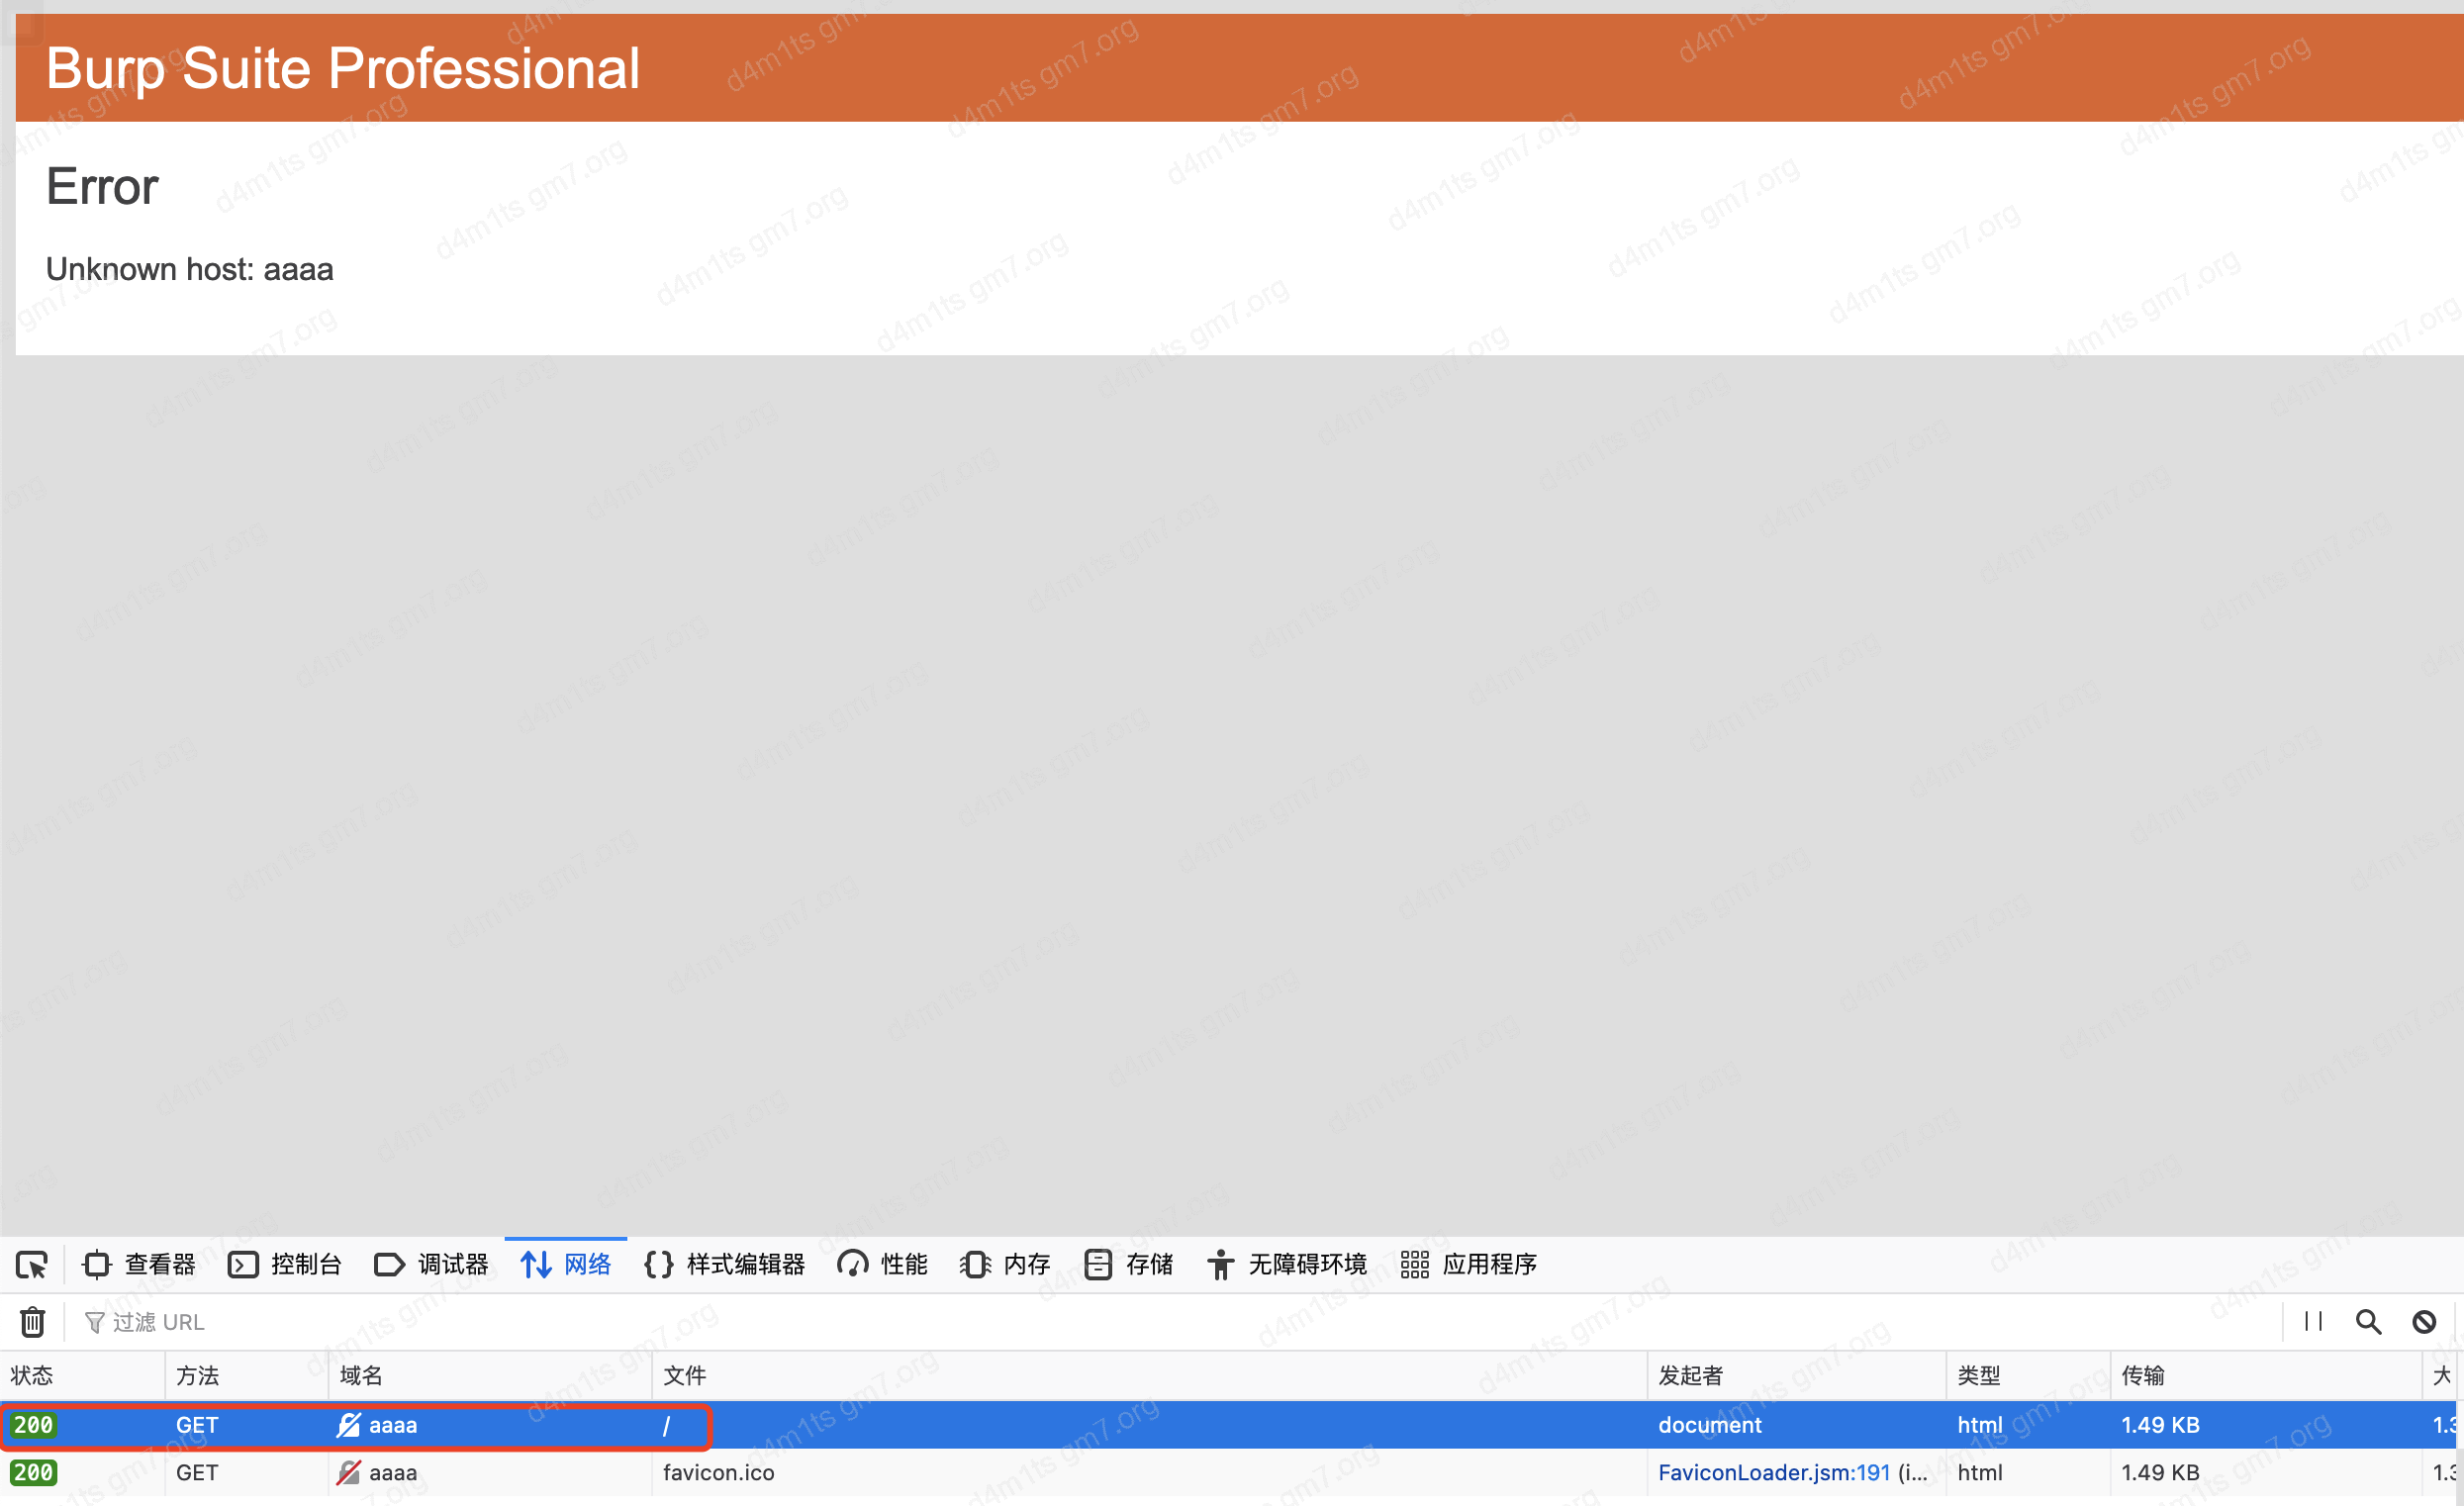 Burp Suite Professional
Error
Unknown host: aaaa
查看器 控制台 调试器 网络 样式编辑器 性能 内存 存储 无障碍环境 应用程序
过滤 URL
状态 方法 域名 文件 发起者 类型 传输 大
200 GET aaaa / document html 1.49 KB
200 GET aaaa favicon.ico FaviconLoader.jsm:191 (i... html 1.49 KB
d4m1ts gm7.org